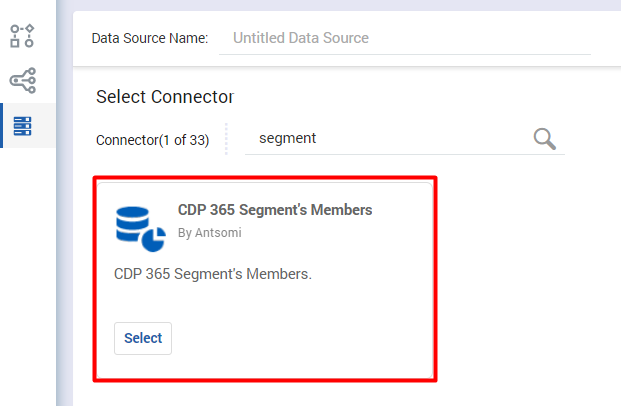 Data Source Name: Untitled Data Source
Select Connector
Connector(1 of 33) segment
CDP 365 Segment's Members
By Antsomi
CDP 365 Segment's Members.
Select